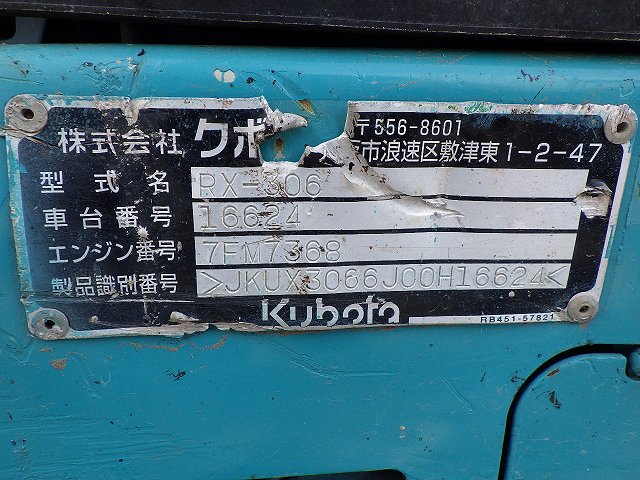 株式会社 クボ 〒556-8601
市浪速区敷津東1-2-47
型式名 RX-306
車台番号 16624
エンジン番号 7FM7368
製品識別番号 >JKUX3066J00H16624<
Kubota
RB451-57821